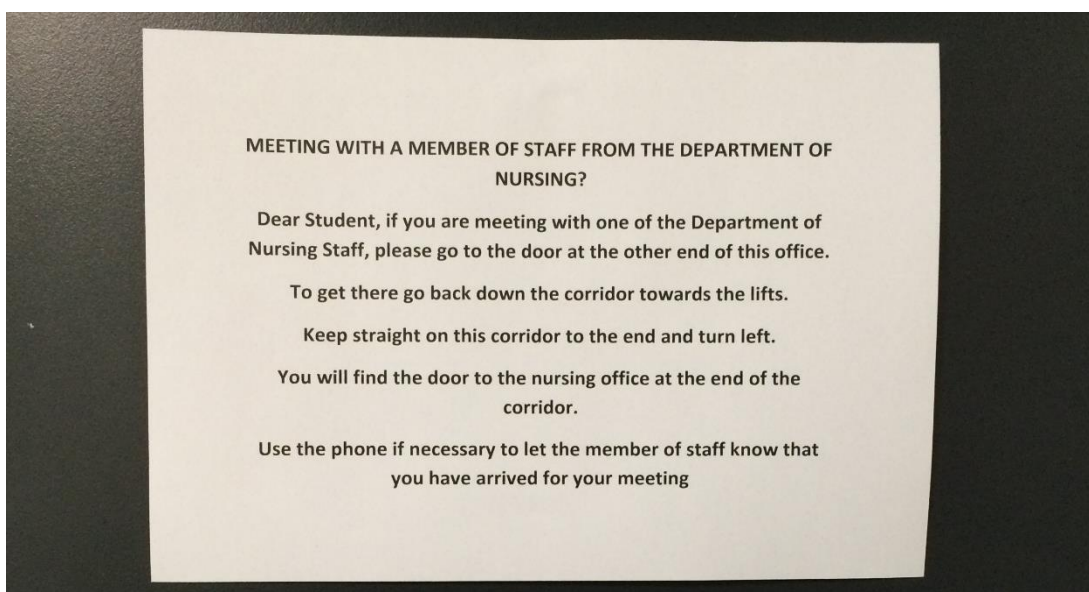 MEETING WITH A MEMBER OF STAFF FROM THE DEPARTMENT OF
NURSING?
Dear Student, if you are meeting with one of the Department of
Nursing Staff, please go to the door at the other end of this office.
To get there go back down the corridor towards the lifts.
Keep straight on this corridor to the end and turn left.
You will find the door to the nursing office at the end of the
corridor.
Use the phone if necessary to let the member of staff know that
you have arrived for your meeting